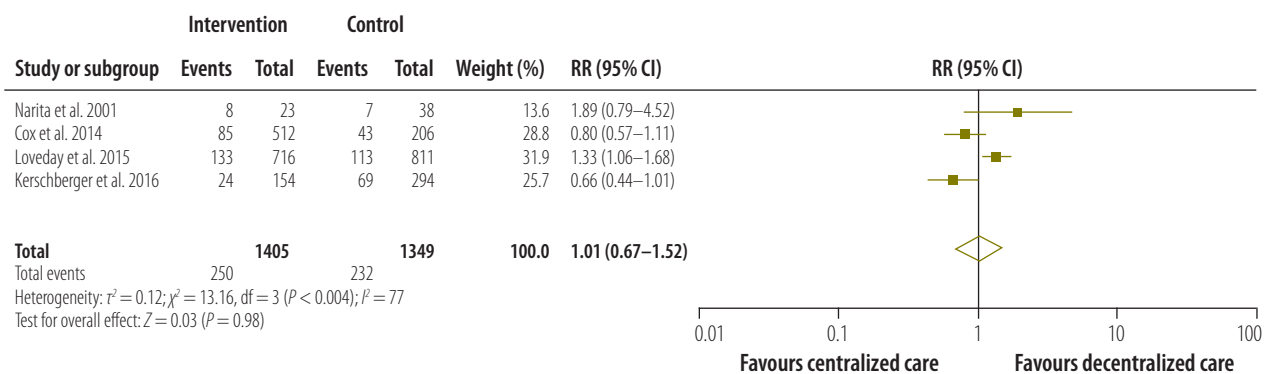 Intervention Control
Study or subgroup Events Total Events Total Weight (%) RR (95% CI) RR (95% CI)
Narita et al. 2001 8 23 7 38 13.6 1.89 (0.79–4.52)
Cox et al. 2014 85 512 43 206 28.8 0.80 (0.57–1.11)
Loveday et al. 2015 133 716 113 811 31.9 1.33 (1.06–1.68)
Kerschberger et al. 2016 24 154 69 294 25.7 0.66 (0.44–1.01)
Total 1405 1349 100.0 1.01 (0.67–1.52)
Total events 250 232
Heterogeneity: τ² = 0.12; χ² = 13.16, df = 3 (P < 0.004); I² = 77
Test for overall effect: Z = 0.03 (P = 0.98)
0.01 0.1 1 10 100
Favours centralized care Favours decentralized care